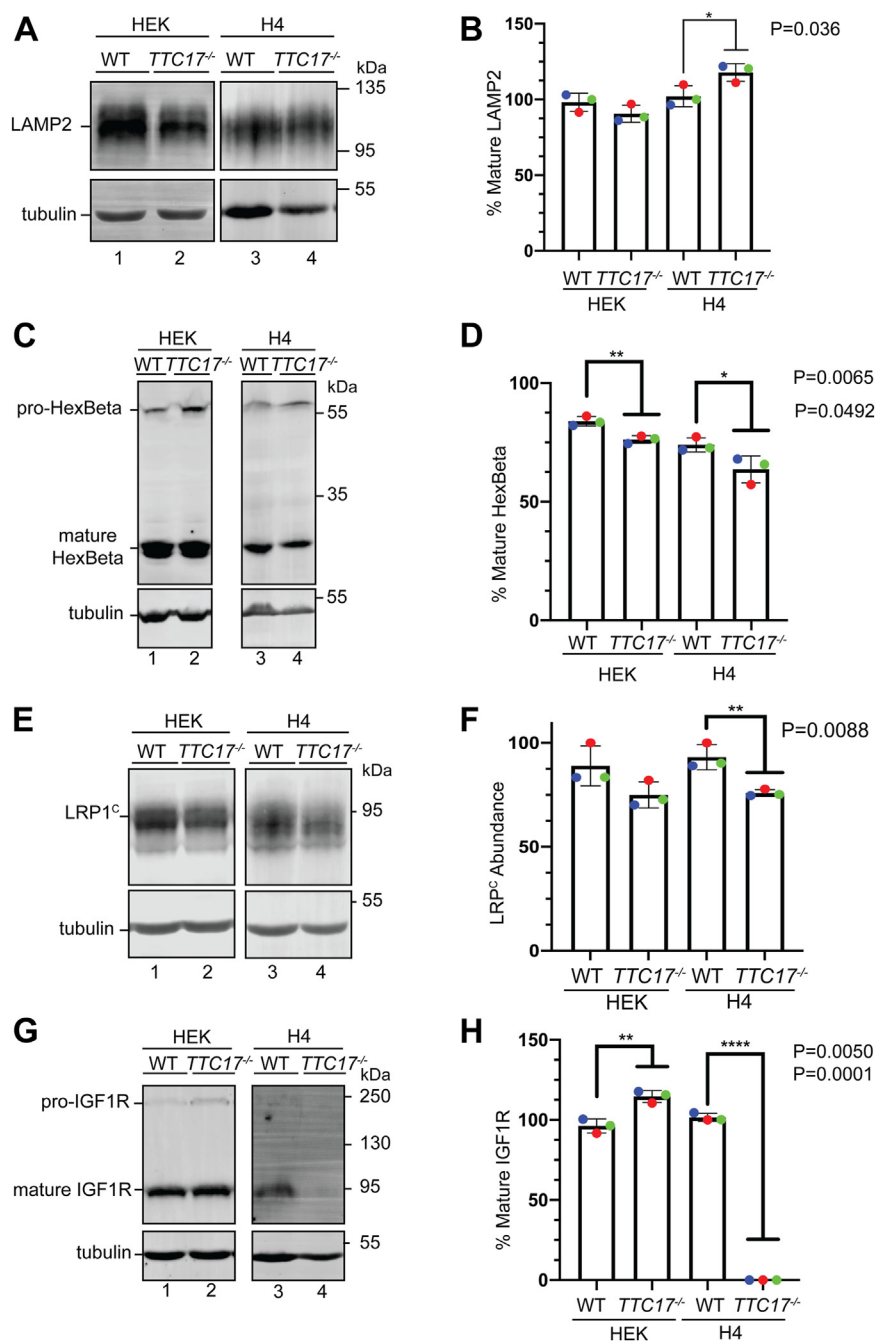 A
HEK H4
WT TTC17-/- WT TTC17-/-
kDa
135
LAMP2
95
55
tubulin
1 2 3 4
B
P=0.036
*
150
100
50
0
% Mature LAMP2
WT TTC17-/- WT TTC17-/-
HEK H4
C
HEK H4
WT TTC17-/- WT TTC17-/-
kDa
pro-HexBeta
55
35
mature
HexBeta
55
tubulin
1 2 3 4
D
** *
P=0.0065
P=0.0492
100
50
0
% Mature HexBeta
WT TTC17-/- WT TTC17-/-
HEK H4
E
HEK H4
WT TTC17-/- WT TTC17-/-
kDa
LRP1C
95
55
tubulin
1 2 3 4
F
**
P=0.0088
100
50
0
LRPC Abundance
WT TTC17-/- WT TTC17-/-
HEK H4
G
HEK H4
WT TTC17-/- WT TTC17-/-
kDa
pro-IGF1R
250
130
mature IGF1R
95
55
tubulin
1 2 3 4
H
** ****
P=0.0050
P=0.0001
150
100
50
0
% Mature IGF1R
WT TTC17-/- WT TTC17-/-
HEK H4